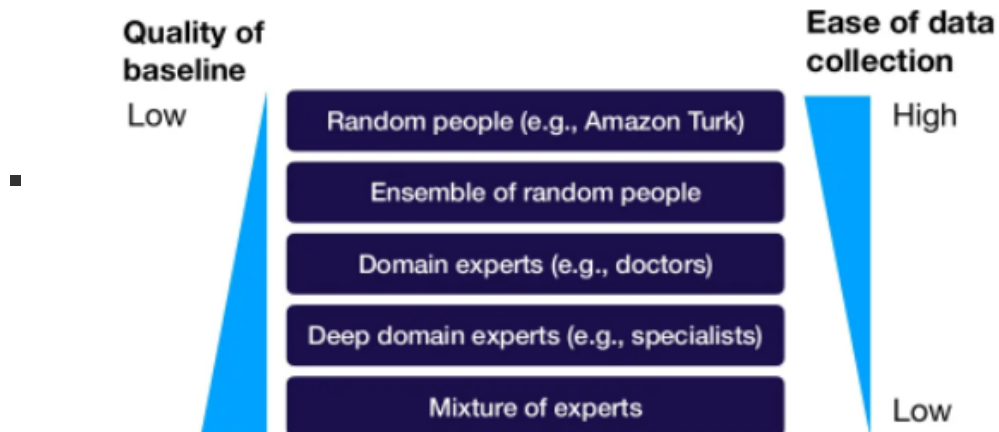 Quality of
baseline
Low
Ease of data
collection
High
Random people (e.g., Amazon Turk)
Ensemble of random people
Domain experts (e.g., doctors)
Deep domain experts (e.g., specialists)
Mixture of experts
Low